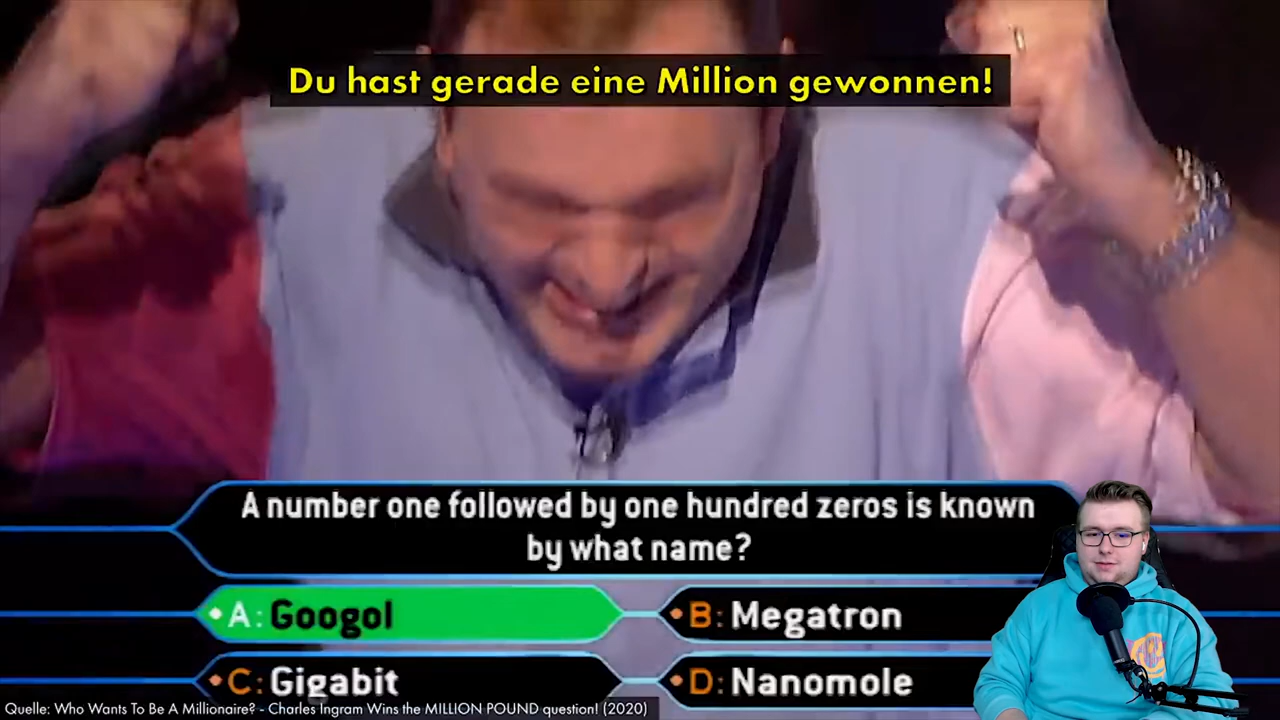 Du hast gerade eine Million gewonnen!
A number one followed by one hundred zeros is known
by what name?
A: Googol
B: Megatron
C: Gigabit
D: Nanomole
Quelle: Who Wants To Be A Millionaire? - Charles Ingram Wins the MILLION POUND question! (2020)